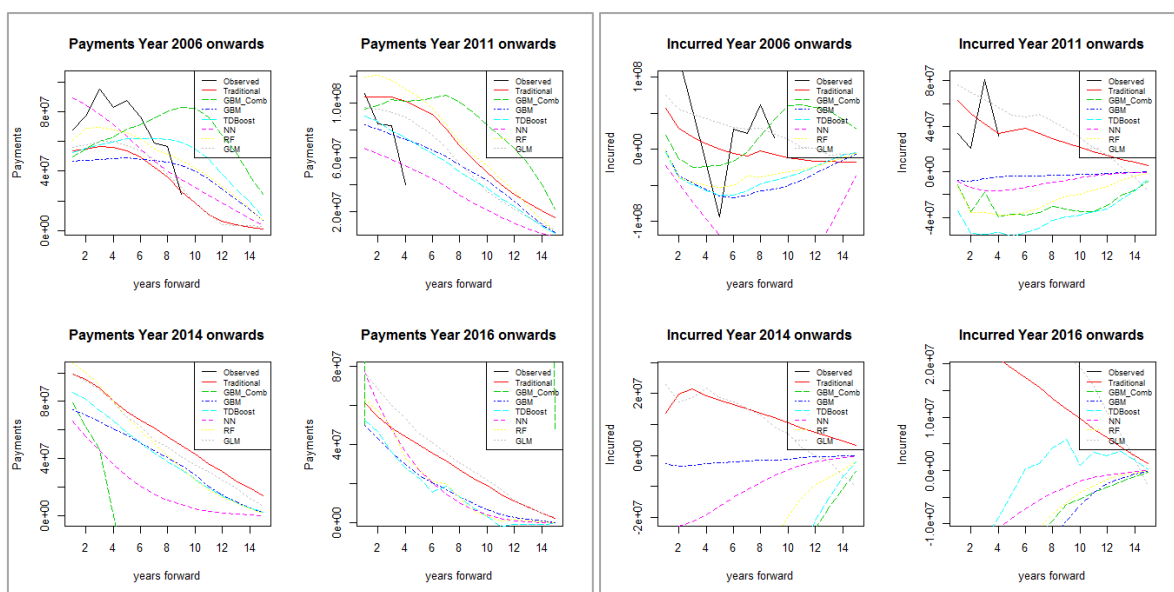 Payments Year 2006 onwards
Payments
8e+07
4e+07
0e+00
Observed
Traditional
GBM_Comb
GBM
TDBoost
NN
RF
GLM
2 4 6 8 10 12 14
years forward
Payments Year 2011 onwards
Payments
1.0e+08
6.0e+07
2.0e+07
Observed
Traditional
GBM_Comb
GBM
TDBoost
NN
RF
GLM
2 4 6 8 10 12 14
years forward
Payments Year 2014 onwards
Payments
8e+07
4e+07
0e+00
Observed
Traditional
GBM_Comb
GBM
TDBoost
NN
RF
GLM
2 4 6 8 10 12 14
years forward
Payments Year 2016 onwards
Payments
8e+07
4e+07
0e+00
Observed
Traditional
GBM_Comb
GBM
TDBoost
NN
RF
GLM
2 4 6 8 10 12 14
years forward
Incurred Year 2006 onwards
Incurred
1e+08
0e+00
-1e+08
Observed
Traditional
GBM_Comb
GBM
TDBoost
NN
RF
GLM
2 4 6 8 10 12 14
years forward
Incurred Year 2011 onwards
Incurred
8e+07
4e+07
0e+00
-4e+07
Observed
Traditional
GBM_Comb
GBM
TDBoost
NN
RF
GLM
2 4 6 8 10 12 14
years forward
Incurred Year 2014 onwards
Incurred
2e+07
0e+00
-2e+07
Observed
Traditional
GBM_Comb
GBM
TDBoost
NN
RF
GLM
2 4 6 8 10 12 14
years forward
Incurred Year 2016 onwards
Incurred
2.0e+07
1.0e+07
0.0e+00
-1.0e+07
Observed
Traditional
GBM_Comb
GBM
TDBoost
NN
RF
GLM
2 4 6 8 10 12 14
years forward